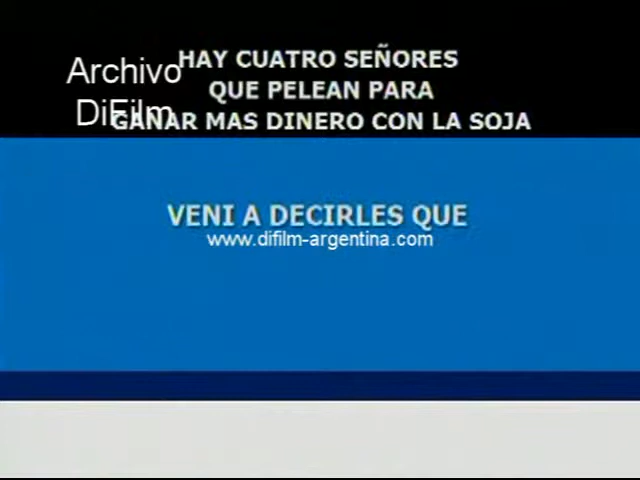 HAY CUATRO SEÑORES
QUE PELEAN PARA
GANAR MAS DINERO CON LA SOJA
Archivo
DiFilm
VENI A DECIRLES QUE
www.difilm-argentina.com